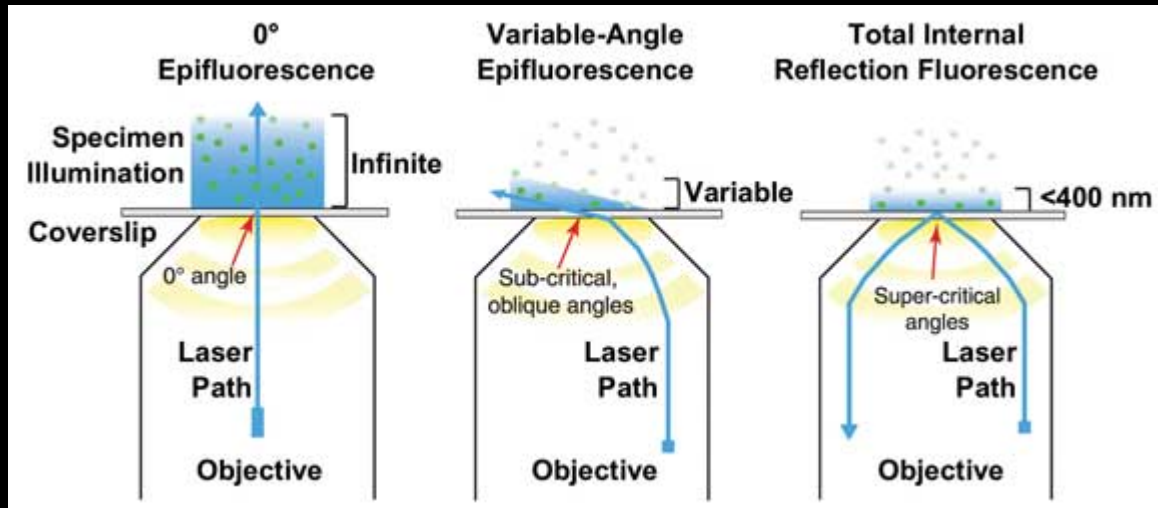 0°
Epifluorescence
Variable-Angle
Epifluorescence
Total Internal
Reflection Fluorescence
Specimen
Illumination
Infinite
Variable
<400 nm
Coverslip
0° angle
Sub-critical,
oblique angles
Super-critical
angles
Laser
Path
Laser
Path
Laser
Path
Objective
Objective
Objective